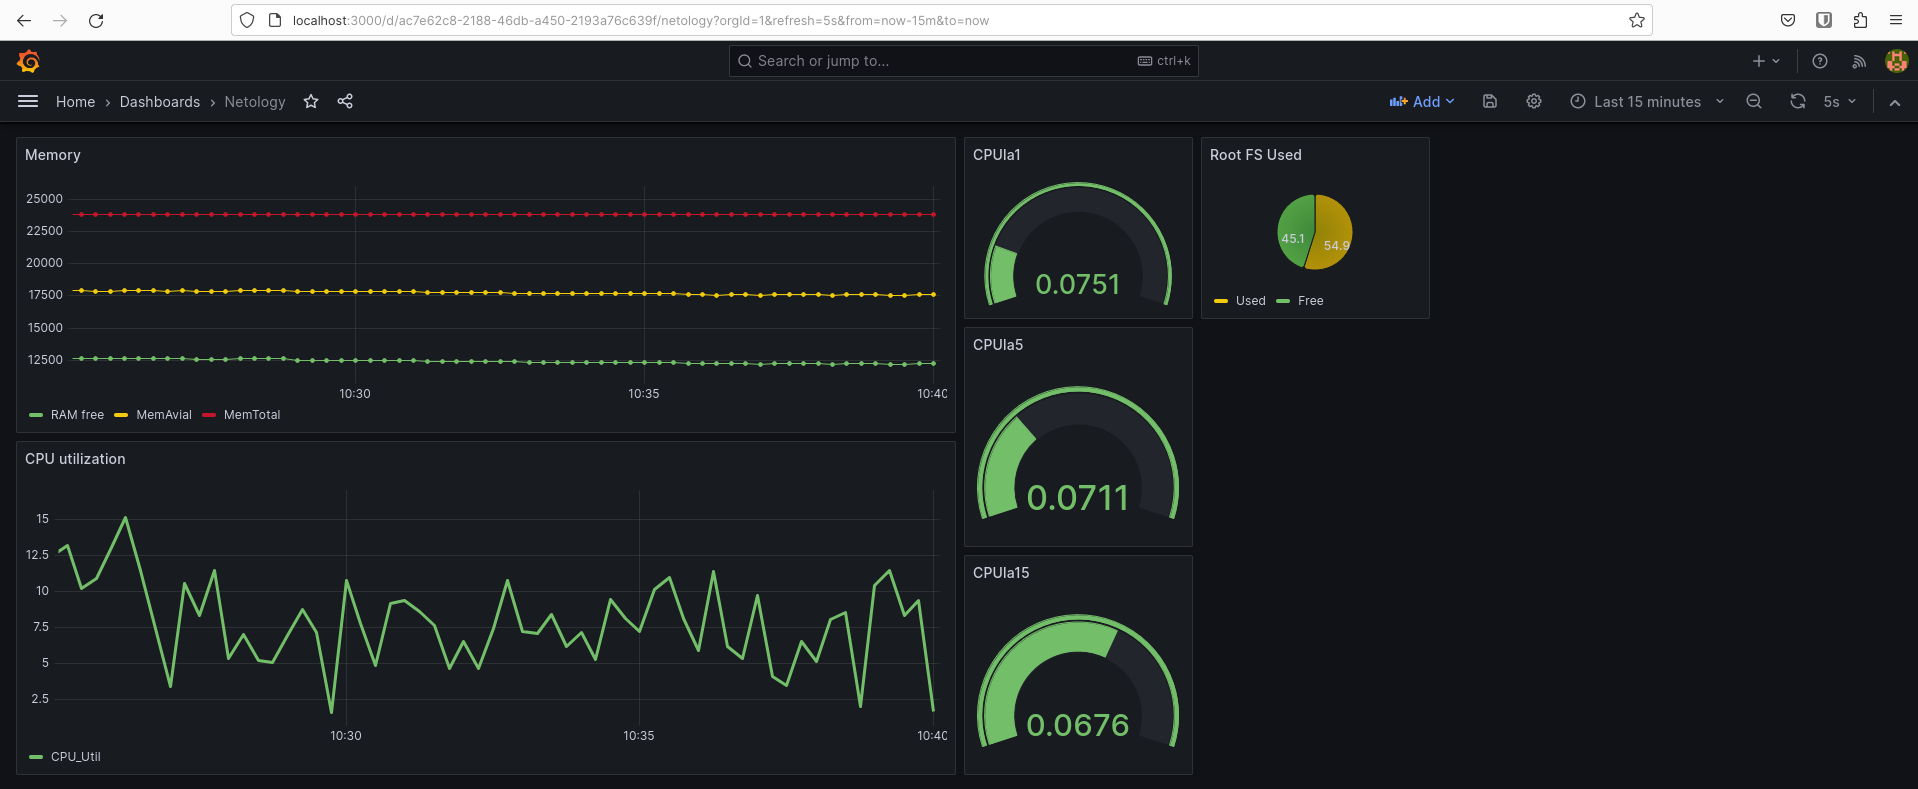 localhost:3000/d/ac7e62c8-2188-46db-a450-2193a76c639f/netology?orgId=1&refresh=5s&from=now-15m&to=now
Search or jump to... ctrl+k
Home › Dashboards › Netology Add Last 15 minutes 5s
Memory
25000
22500
20000
17500
15000
12500
10:30 10:35 10:40
RAM free MemAvial MemTotal
CPU utilization
15
12.5
10
7.5
5
2.5
10:30 10:35 10:40
CPU_Util
CPUla1
0.0751
CPUla5
0.0711
CPUla15
0.0676
Root FS Used
45.1 54.9
Used Free